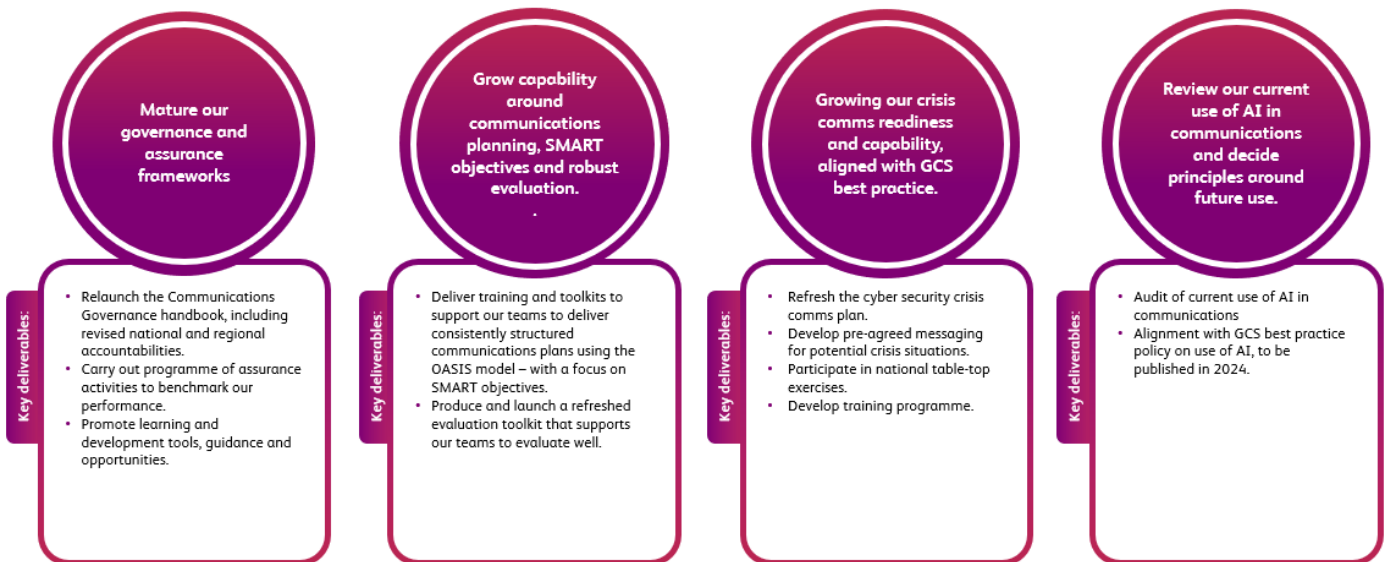 Mature our
governance and
assurance
frameworks
Key deliverables:
• Relaunch the Communications
Governance handbook, including
revised national and regional
accountabilities.
• Carry out programme of assurance
activities to benchmark our
performance.
• Promote learning and
development tools, guidance and
opportunities.
Grow capability
around
communications
planning, SMART
objectives and robust
evaluation.
.
Key deliverables:
• Deliver training and toolkits to
support our teams to deliver
consistently structured
communications plans using the
OASIS model – with a focus on
SMART objectives.
• Produce and launch a refreshed
evaluation toolkit that supports
our teams to evaluate well.
Growing our crisis
comms readiness
and capability,
aligned with GCS
best practice.
Key deliverables:
• Refresh the cyber security crisis
comms plan.
• Develop pre-agreed messaging
for potential crisis situations.
• Participate in national table-top
exercises.
• Develop training programme.
Review our current
use of AI in
communications
and decide
principles around
future use.
Key deliverables:
• Audit of current use of AI in
communications
• Alignment with GCS best practice
policy on use of AI, to be
published in 2024.